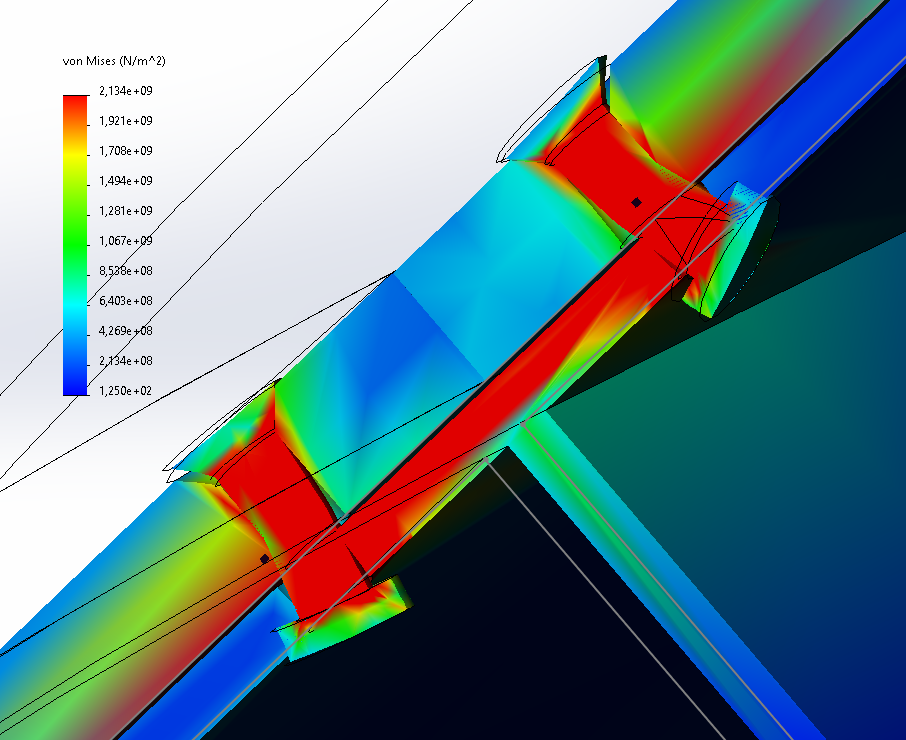 von Mises (N/m^2)
2,134e+09
1,921e+09
1,708e+09
1,494e+09
1,281e+09
1,067e+09
8,538e+08
6,403e+08
4,269e+08
2,134e+08
1,250e+02